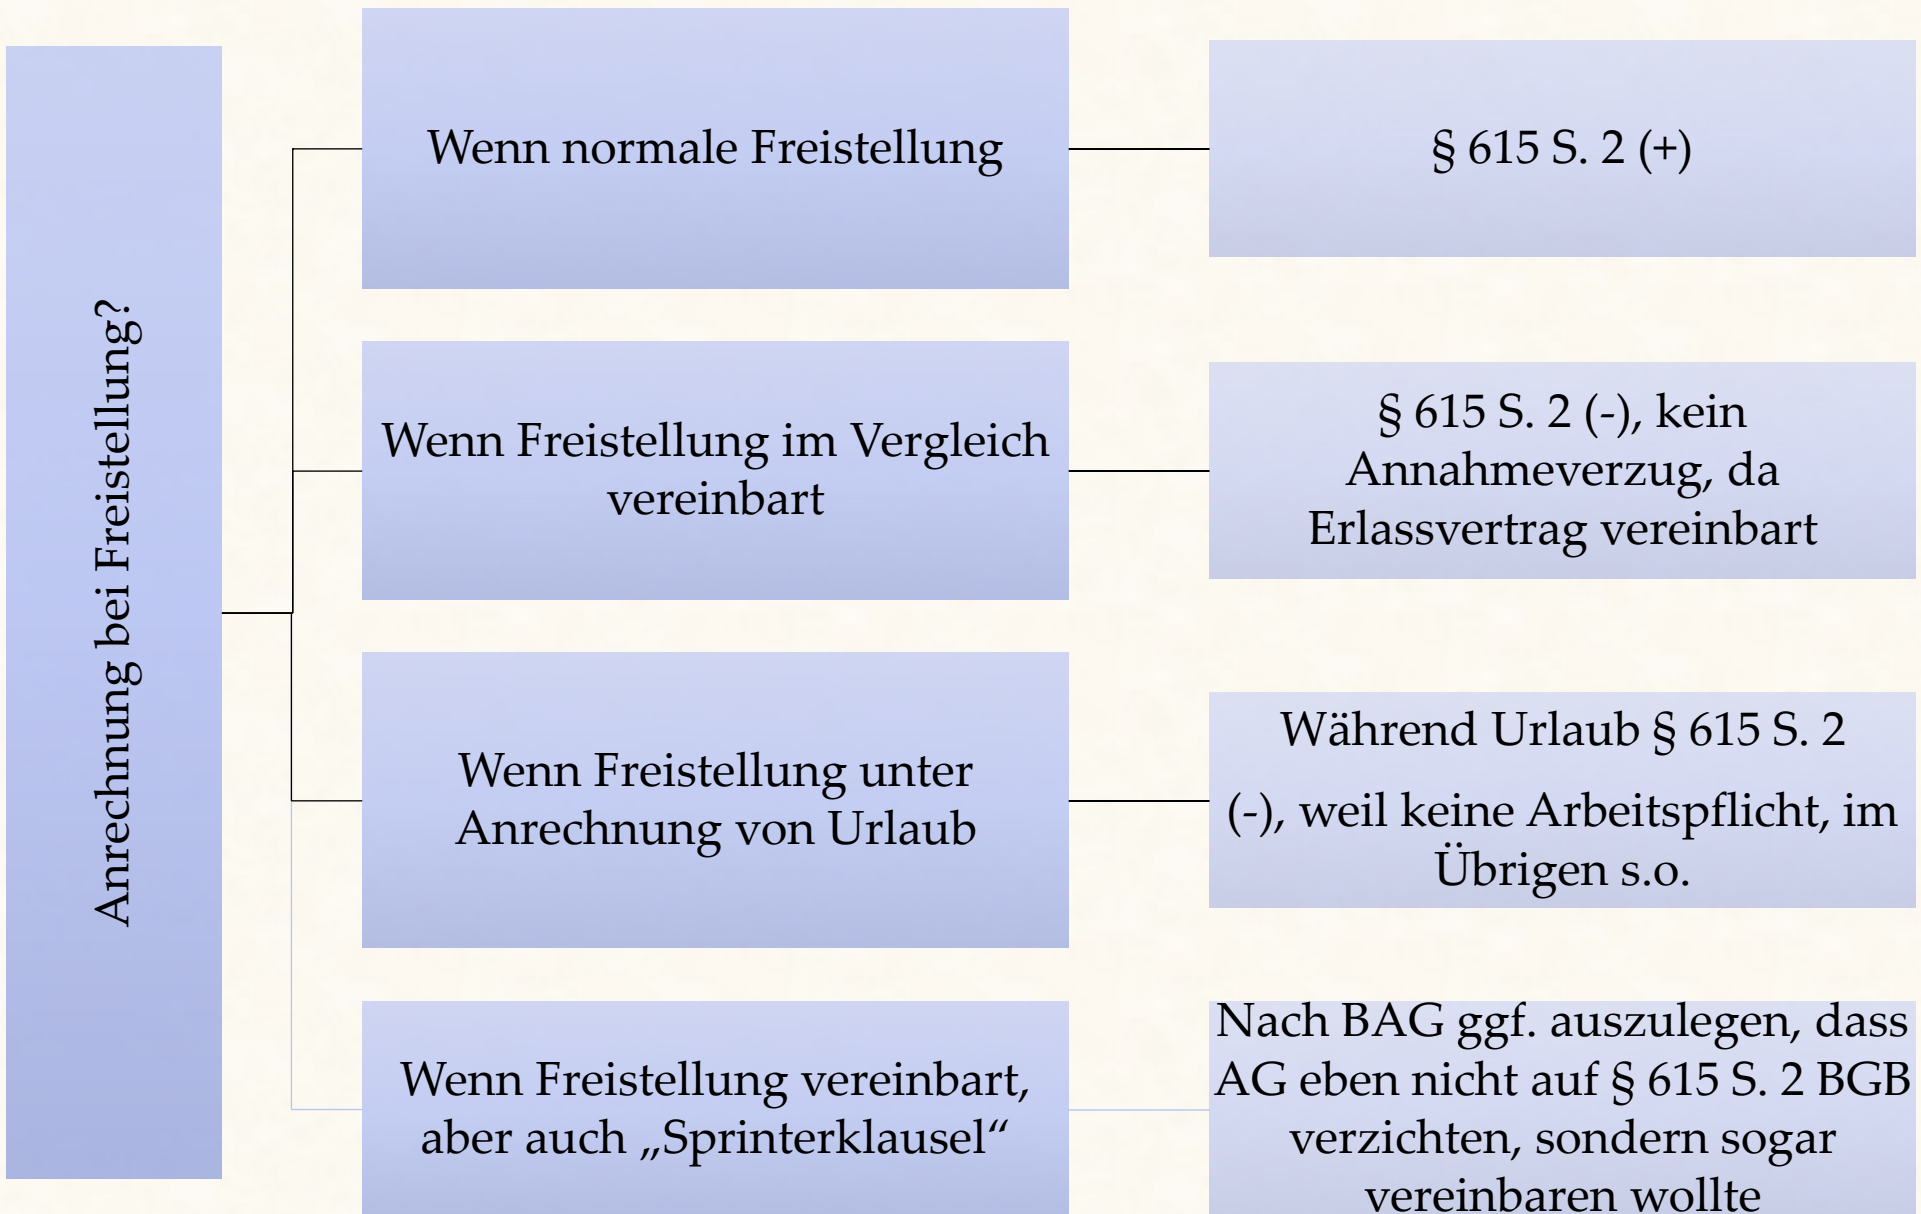 Anrechnung bei Freistellung?
Wenn normale Freistellung
§ 615 S. 2 (+)
Wenn Freistellung im Vergleich
vereinbart
§ 615 S. 2 (-), kein
Annahmeverzug, da
Erlassvertrag vereinbart
Wenn Freistellung unter
Anrechnung von Urlaub
Während Urlaub § 615 S. 2
(-), weil keine Arbeitspflicht, im
Übrigen s.o.
Wenn Freistellung vereinbart,
aber auch „Sprinterklausel“
Nach BAG ggf. auszulegen, dass
AG eben nicht auf § 615 S. 2 BGB
verzichten, sondern sogar
vereinbaren wollte